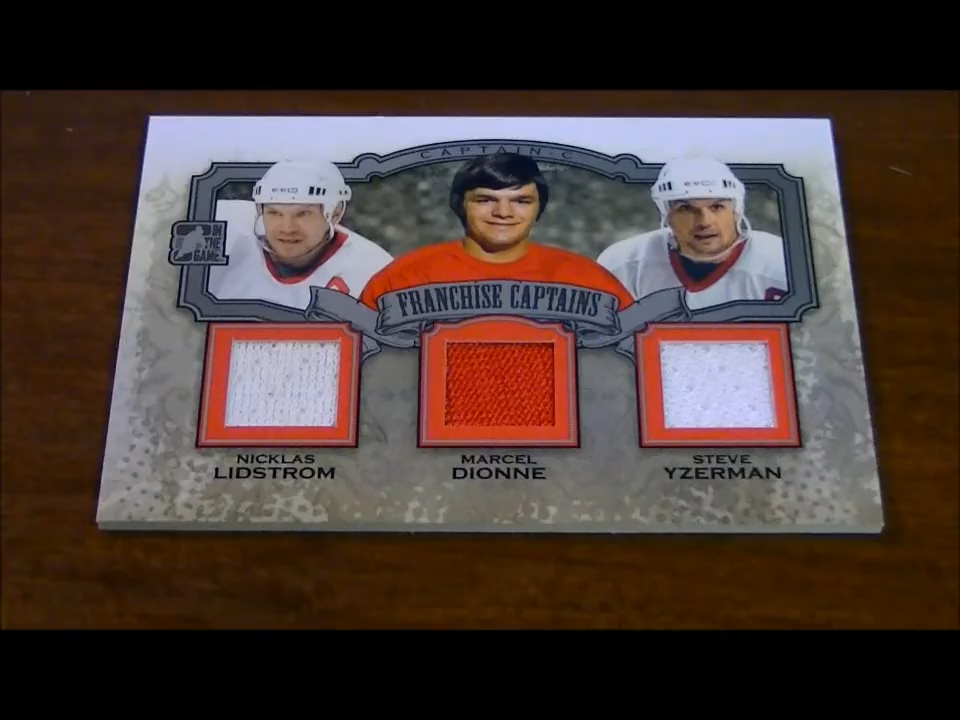 CAPTAIN-C
IN
THE
GAME
FRANCHISE CAPTAINS
NICKLAS
LIDSTROM
MARCEL
DIONNE
STEVE
YZERMAN